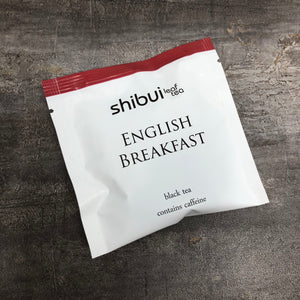 shibui leaf tea
ENGLISH
BREAKFAST
black tea
contains caffeine